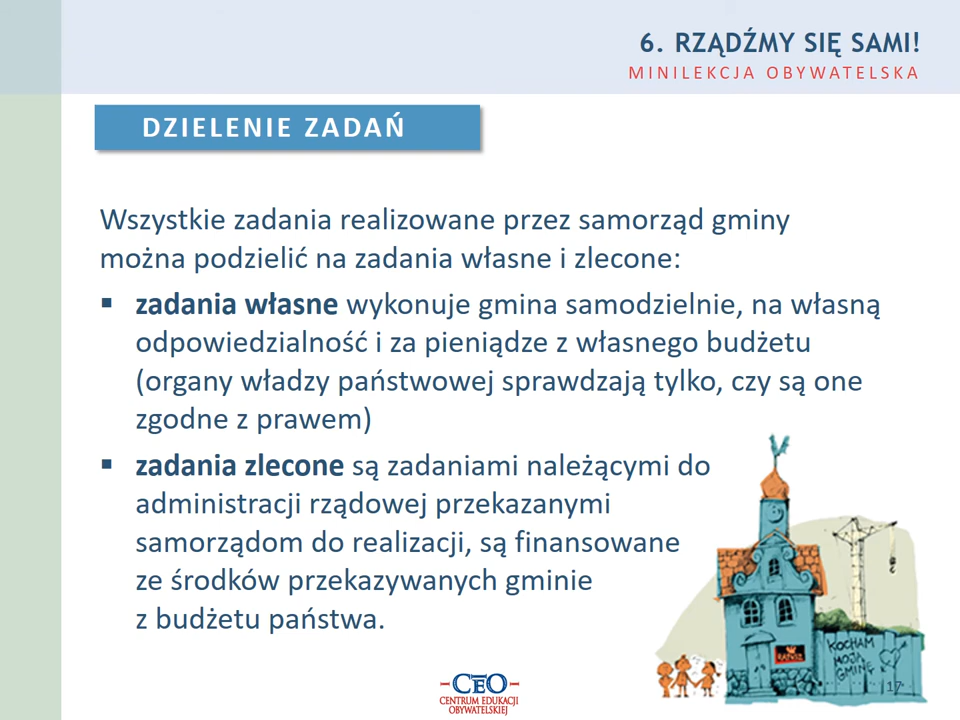 6. RZĄDŹMY SIĘ SAMI!
MINILEKCJA OBYWATELSKA
DZIELENIE ZADAŃ
Wszystkie zadania realizowane przez samorząd gminy
można podzielić na zadania własne i zlecone:
▪ zadania własne wykonuje gmina samodzielnie, na własną
odpowiedzialność i za pieniądze z własnego budżetu
(organy władzy państwowej sprawdzają tylko, czy są one
zgodne z prawem)
▪ zadania zlecone są zadaniami należącymi do
administracji rządowej przekazanymi
samorządom do realizacji, są finansowane
ze środków przekazywanych gminie
z budżetu państwa.
KOCHAM
MOJĄ
GMINĘ
RATUSZ
17
CEO
CENTRUM EDUKACJI
OBYWATELSKIEJ